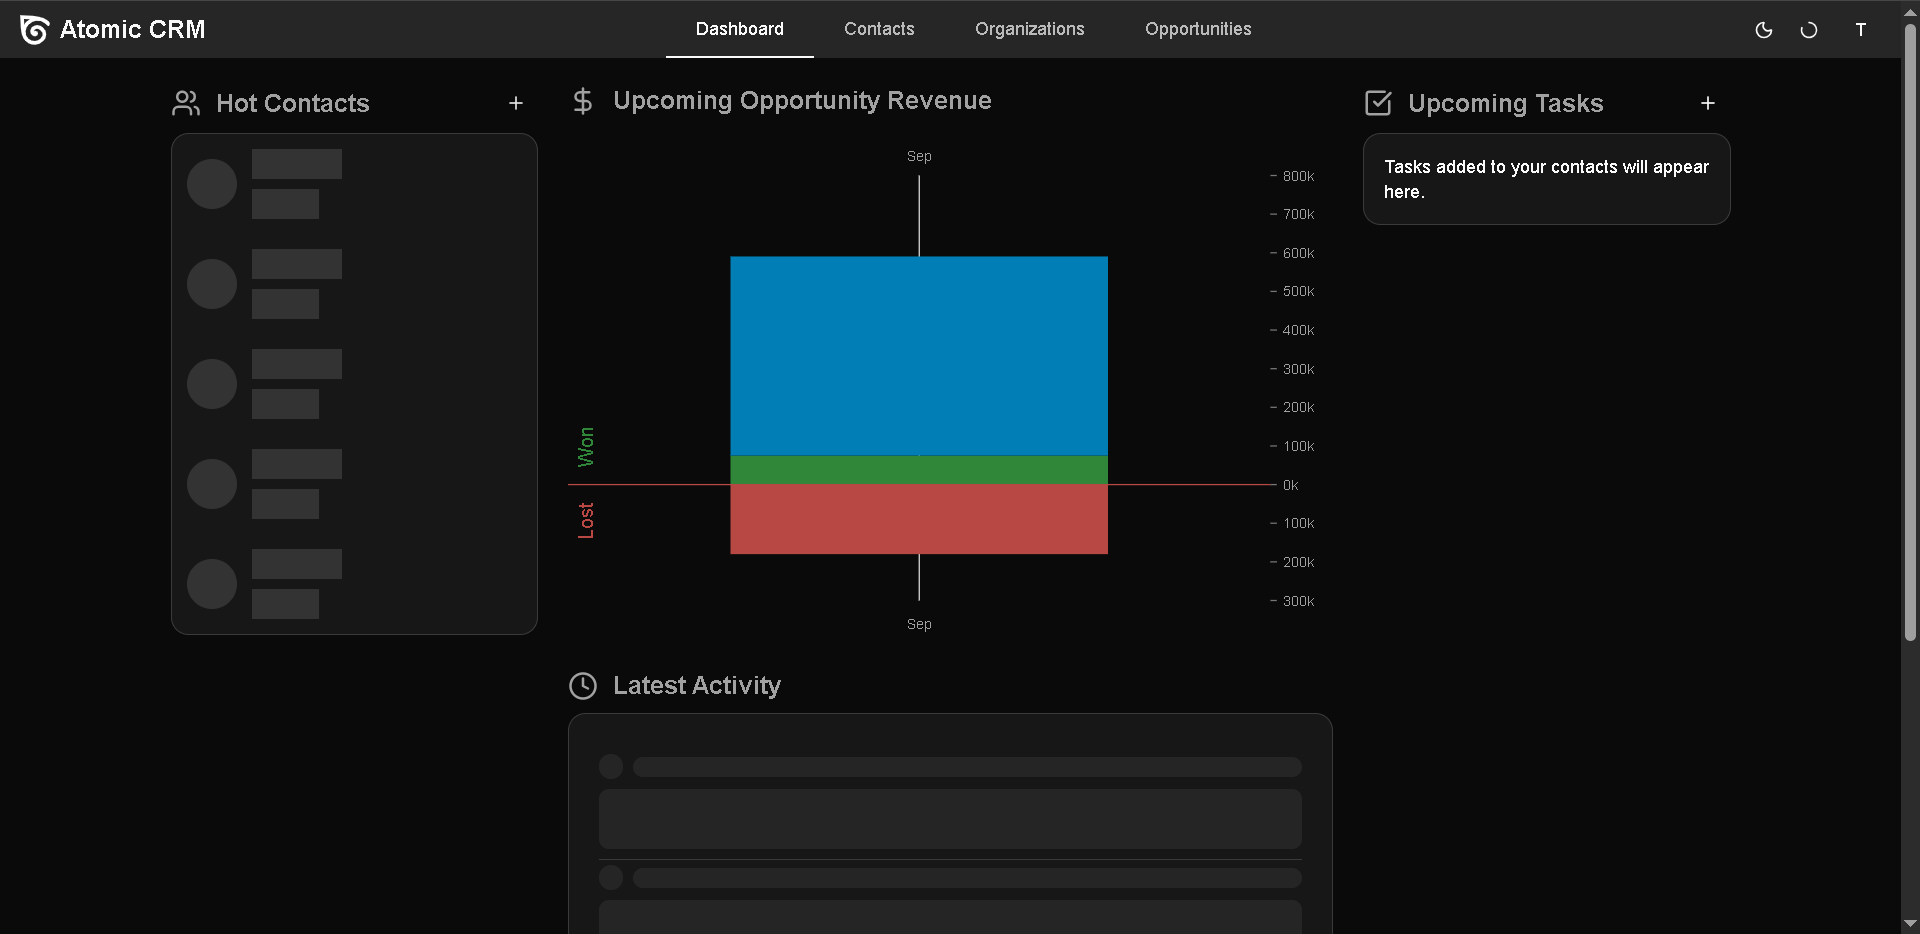 Atomic CRM
Dashboard
Contacts
Organizations
Opportunities
T
Hot Contacts
Upcoming Opportunity Revenue
Sep
800k
700k
600k
500k
400k
300k
200k
100k
0k
100k
200k
300k
Won
Lost
Sep
Upcoming Tasks
Tasks added to your contacts will appear
here.
Latest Activity